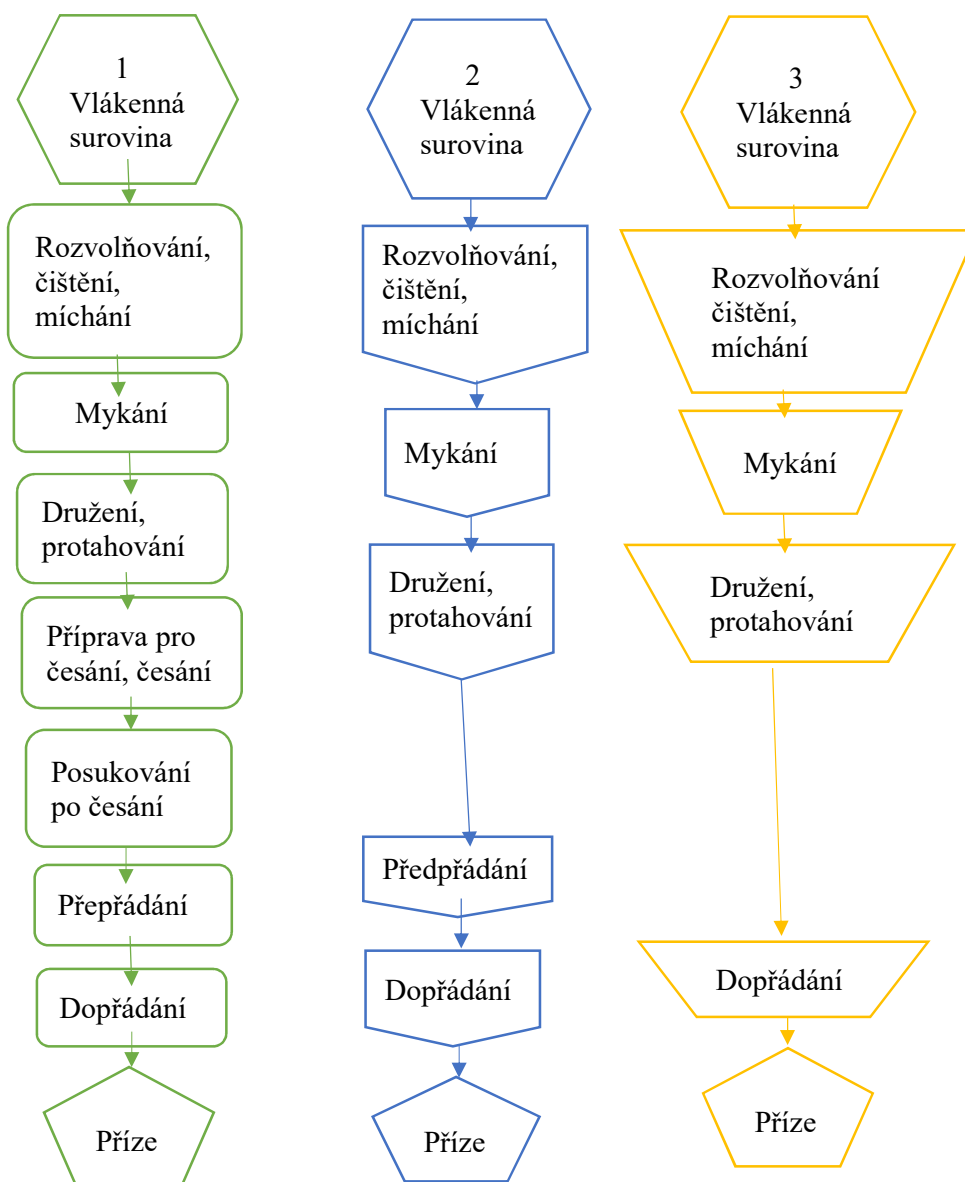 1
Vlákenná
surovina
Rozvolňování,
čištění,
míchání
Mykání
Družení,
protahování
Příprava pro
česání, česání
Posukování
po česání
Přepřádání
Dopřádání
Příze
2
Vlákenná
surovina
Rozvolňování,
čištění,
míchání
Mykání
Družení,
protahování
Předpřádání
Dopřádání
Příze
3
Vlákenná
surovina
Rozvolňování
čištění,
míchání
Mykání
Družení,
protahování
Dopřádání
Příze